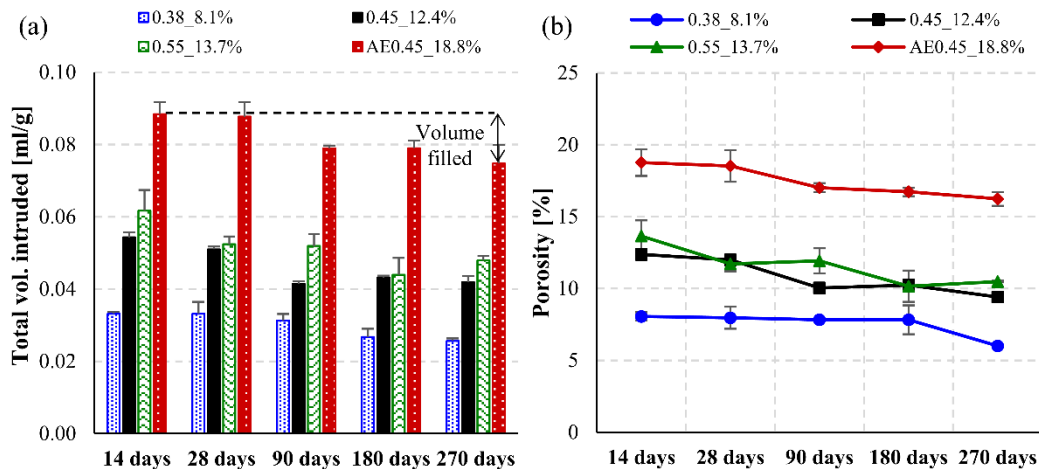 (a)
0.38_8.1%
0.45_12.4%
0.55_13.7%
AE0.45_18.8%
Total vol. intruded [ml/g]
0.10
0.08
0.06
0.04
0.02
0.00
Volume
filled
14 days
28 days
90 days
180 days
270 days
(b)
0.38_8.1%
0.45_12.4%
0.55_13.7%
AE0.45_18.8%
Porosity [%]
25
20
15
10
5
0
14 days
28 days
90 days
180 days
270 days